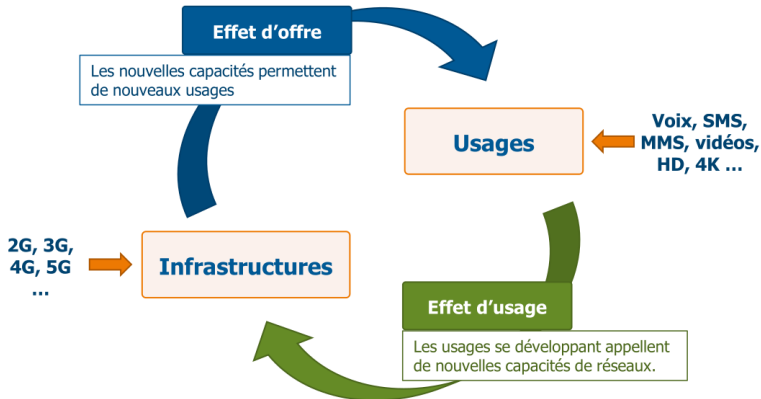 Effet d’offre
Les nouvelles capacités permettent
de nouveaux usages
Usages
Voix, SMS,
MMS, vidéos,
HD, 4K ...
2G, 3G,
4G, 5G
...
Infrastructures
Effet d’usage
Les usages se développant appellent
de nouvelles capacités de réseaux.